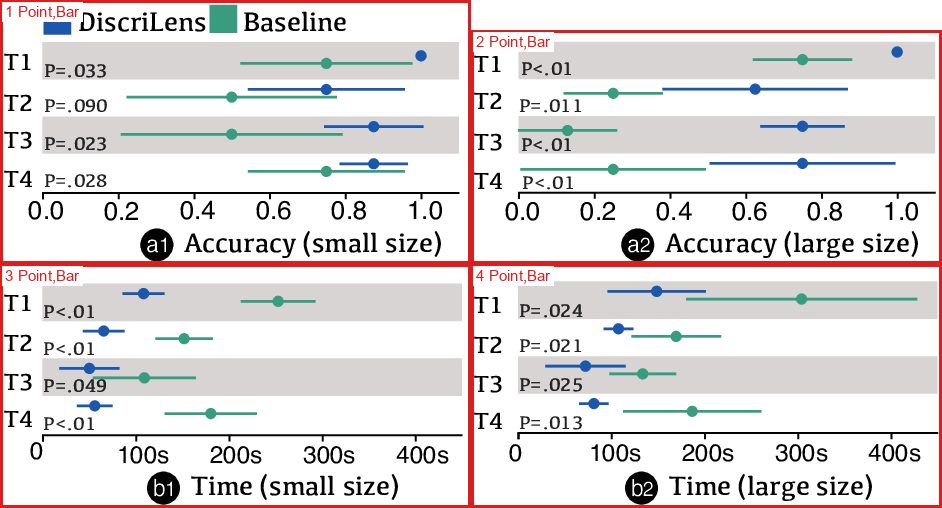 1 Point,Bar
DiscriLens Baseline
T1 P=.033
T2 P=.090
T3 P=.023
T4 P=.028
0.0 0.2 0.4 0.6 0.8 1.0
a1 Accuracy (small size)
2 Point,Bar
T1 P<.01
T2 P=.011
T3 P<.01
T4 P<.01
0.0 0.2 0.4 0.6 0.8 1.0
a2 Accuracy (large size)
3 Point,Bar
T1 P<.01
T2 P<.01
T3 P=.049
T4 P<.01
0 100s 200s 300s 400s
b1 Time (small size)
4 Point,Bar
T1 P=.024
T2 P=.021
T3 P=.025
T4 P=.013
0 100s 200s 300s 400s
b2 Time (large size)